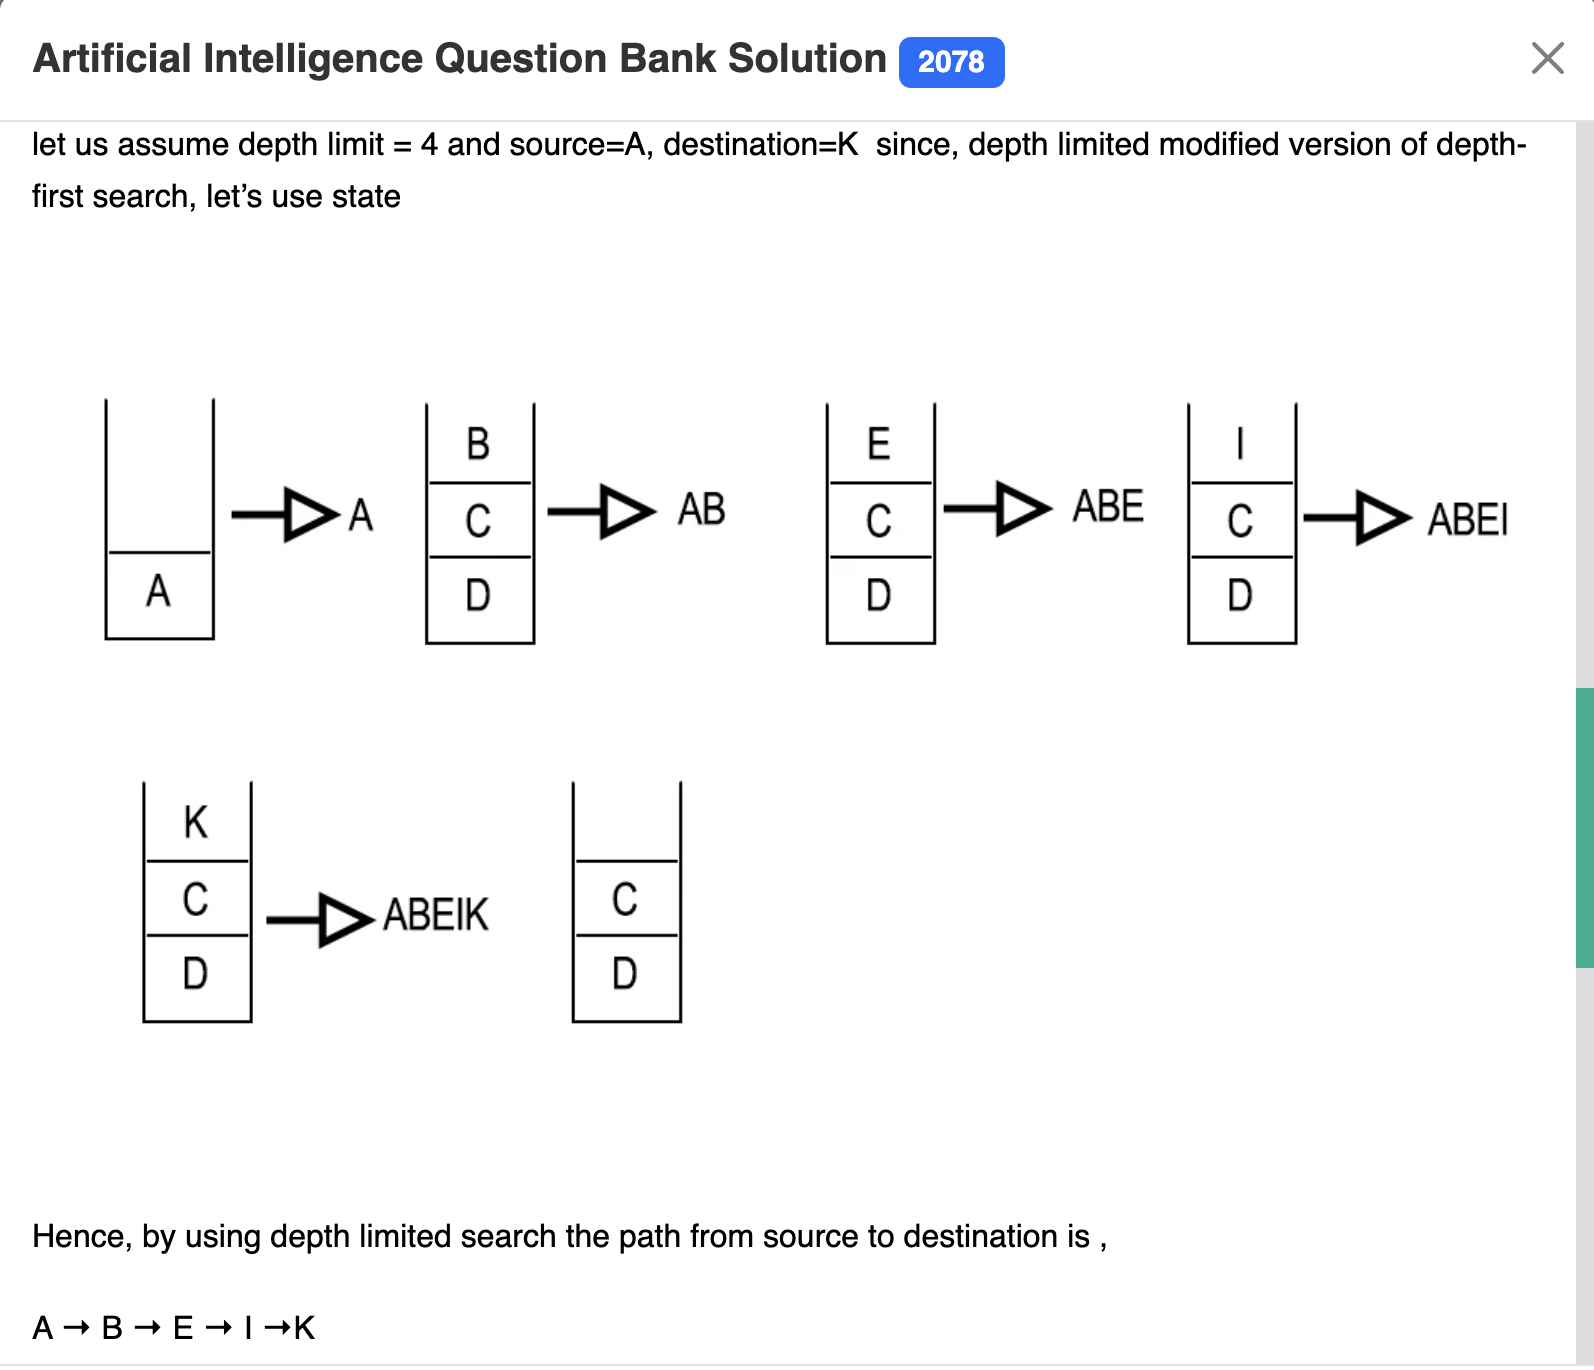 Artificial Intelligence Question Bank Solution 2078
let us assume depth limit = 4 and source=A, destination=K  since, depth limited modified version of depth-
first search, let’s use state
A
A
B
C
D
AB
E
C
D
ABE
I
C
D
ABEI
K
C
D
ABEIK
C
D
Hence, by using depth limited search the path from source to destination is ,
A → B → E → I →K